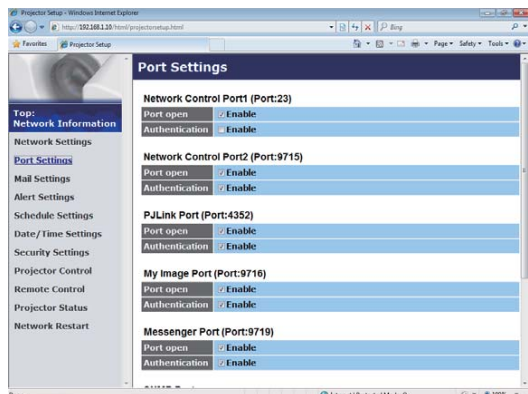 Projector Setup - Windows Internet Explorer
http://192.168.1.10/html/projectorsetup.html
Bing
Favorites Projector Setup Page Safety Tools
Top:
Network Information
Network Settings
Port Settings
Mail Settings
Alert Settings
Schedule Settings
Date/Time Settings
Security Settings
Projector Control
Remote Control
Projector Status
Network Restart
Port Settings
Network Control Port1 (Port:23)
Port open Enable
Authentication Enable
Network Control Port2 (Port:9715)
Port open Enable
Authentication Enable
PJLink Port (Port:4352)
Port open Enable
Authentication Enable
My Image Port (Port:9716)
Port open Enable
Authentication Enable
Messenger Port (Port:9719)
Port open Enable
Authentication Enable